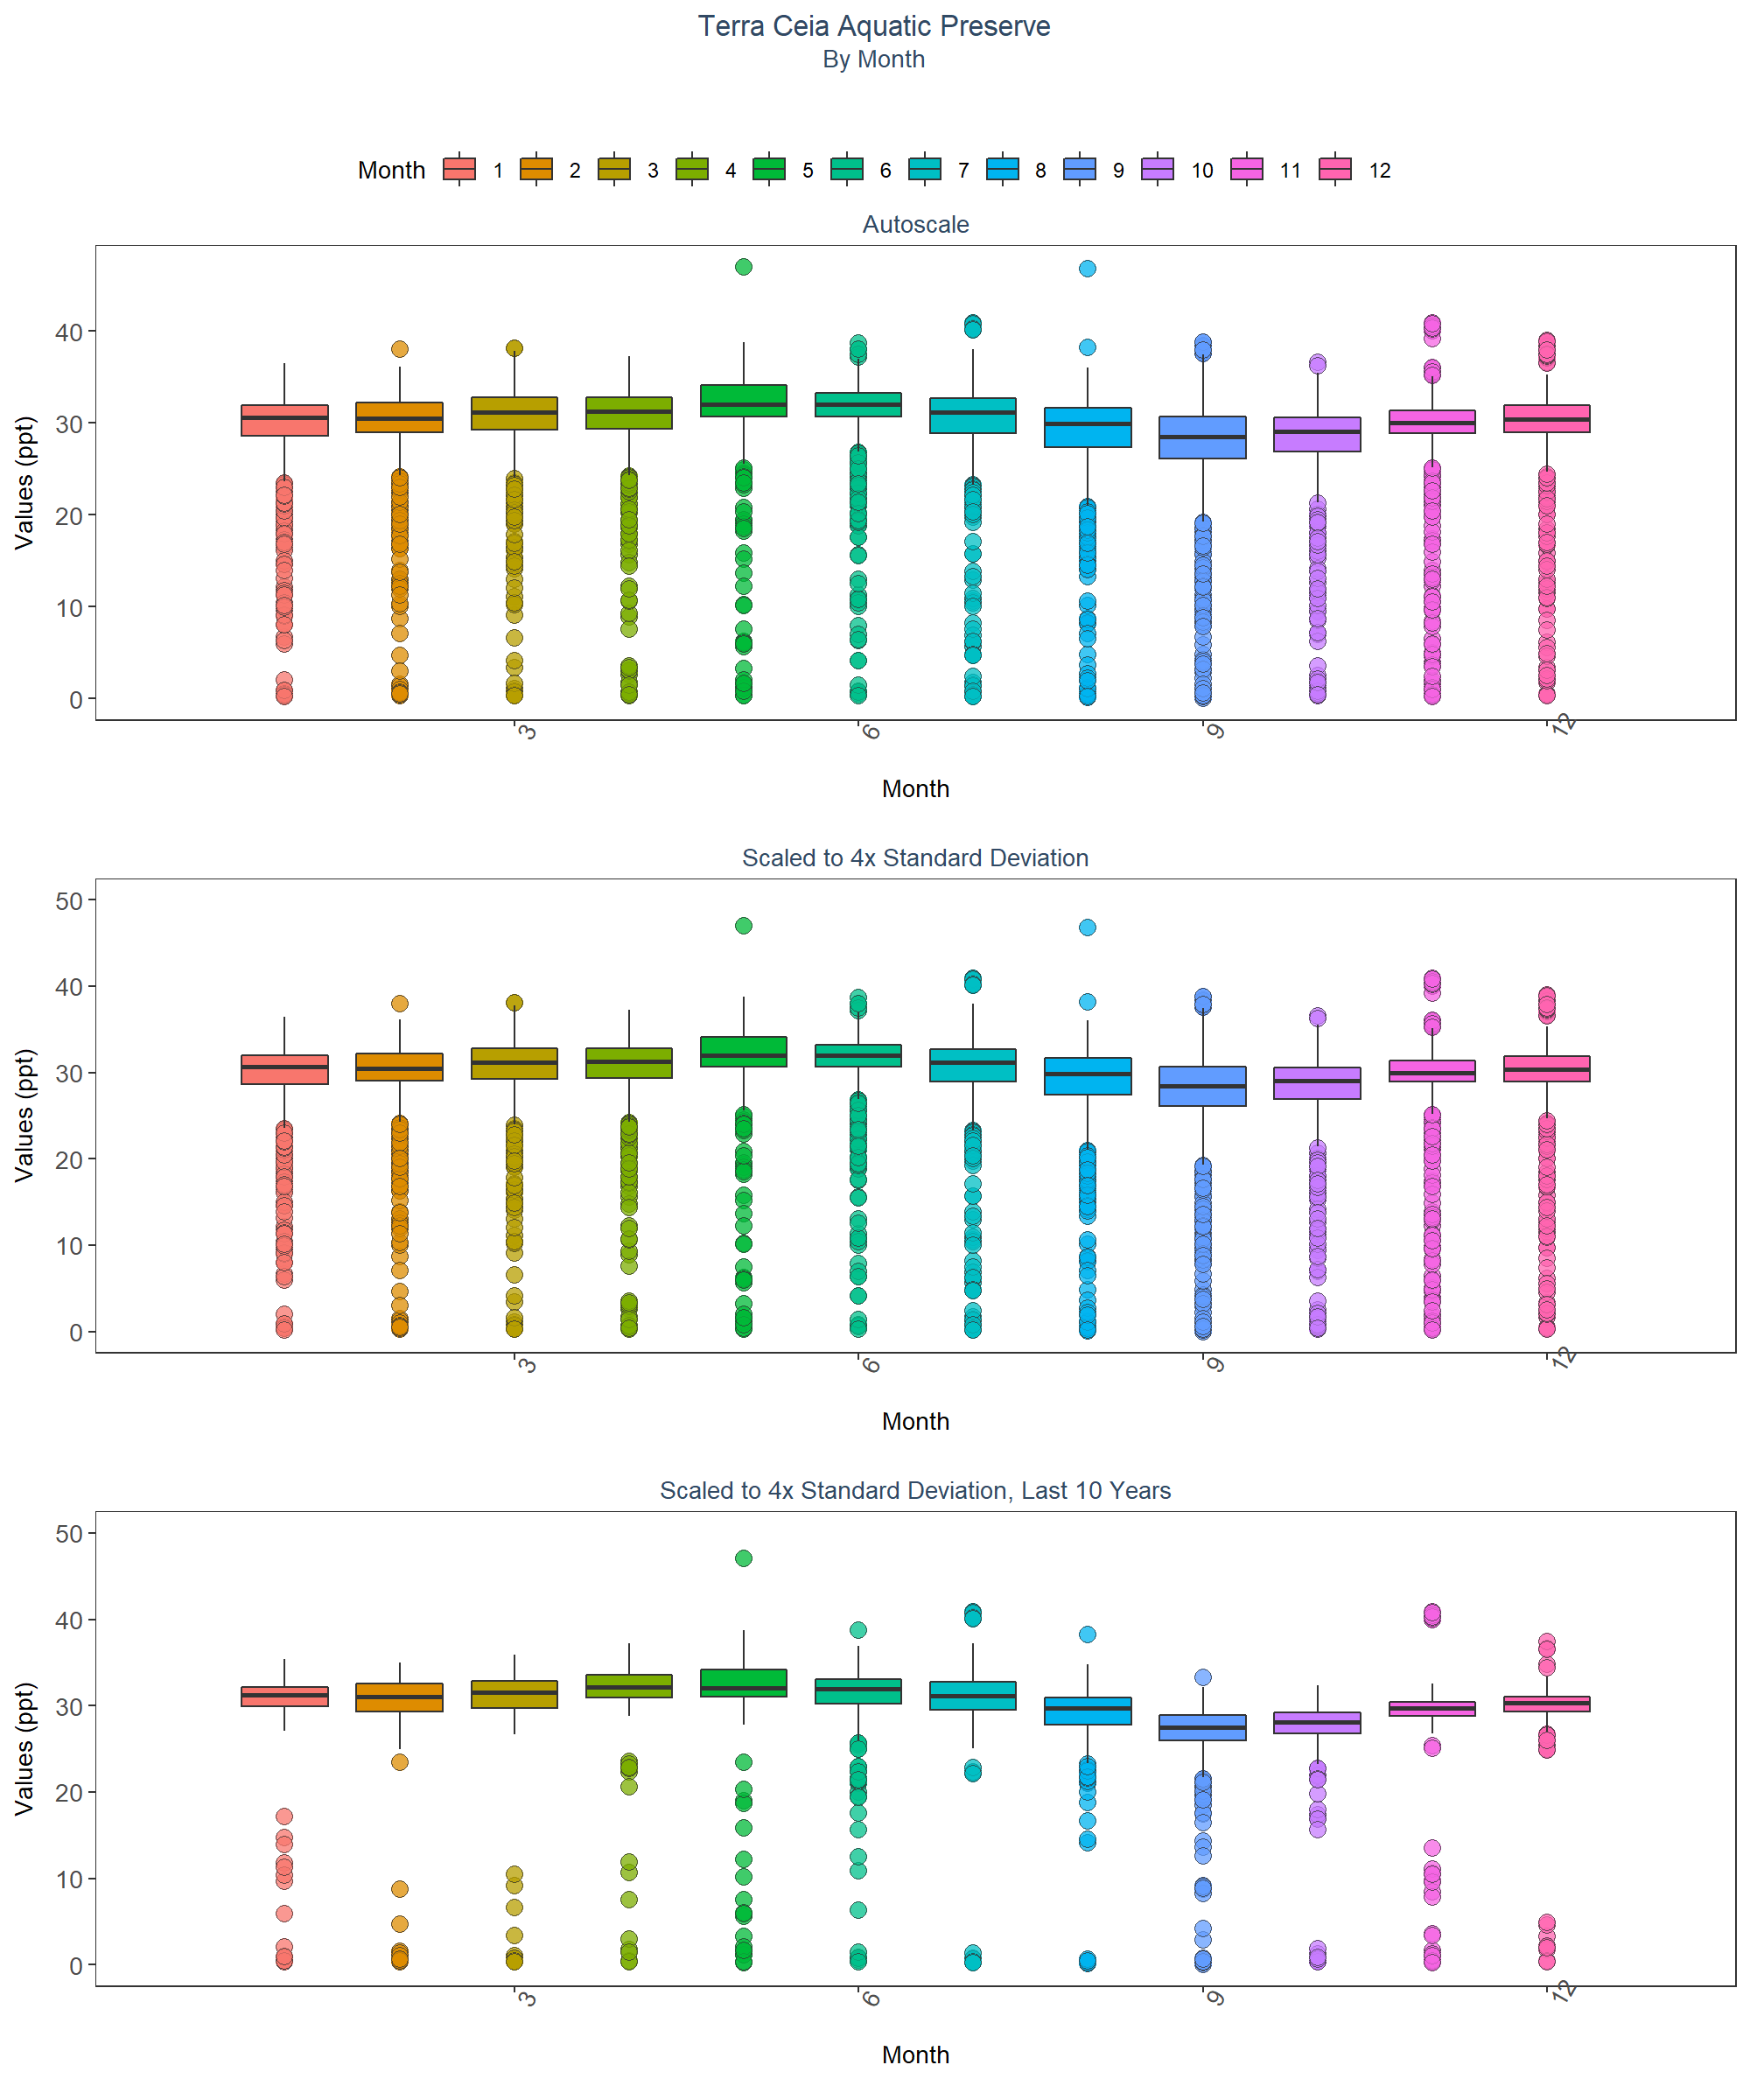 Terra Ceia Aquatic Preserve
By Month
Month 1 2 3 4 5 6 7 8 9 10 11 12
Autoscale
Values (ppt)
40
30
20
10
0
3 6 9 12
Month
Scaled to 4x Standard Deviation
Values (ppt)
50
40
30
20
10
0
3 6 9 12
Month
Scaled to 4x Standard Deviation, Last 10 Years
Values (ppt)
50
40
30
20
10
0
3 6 9 12
Month